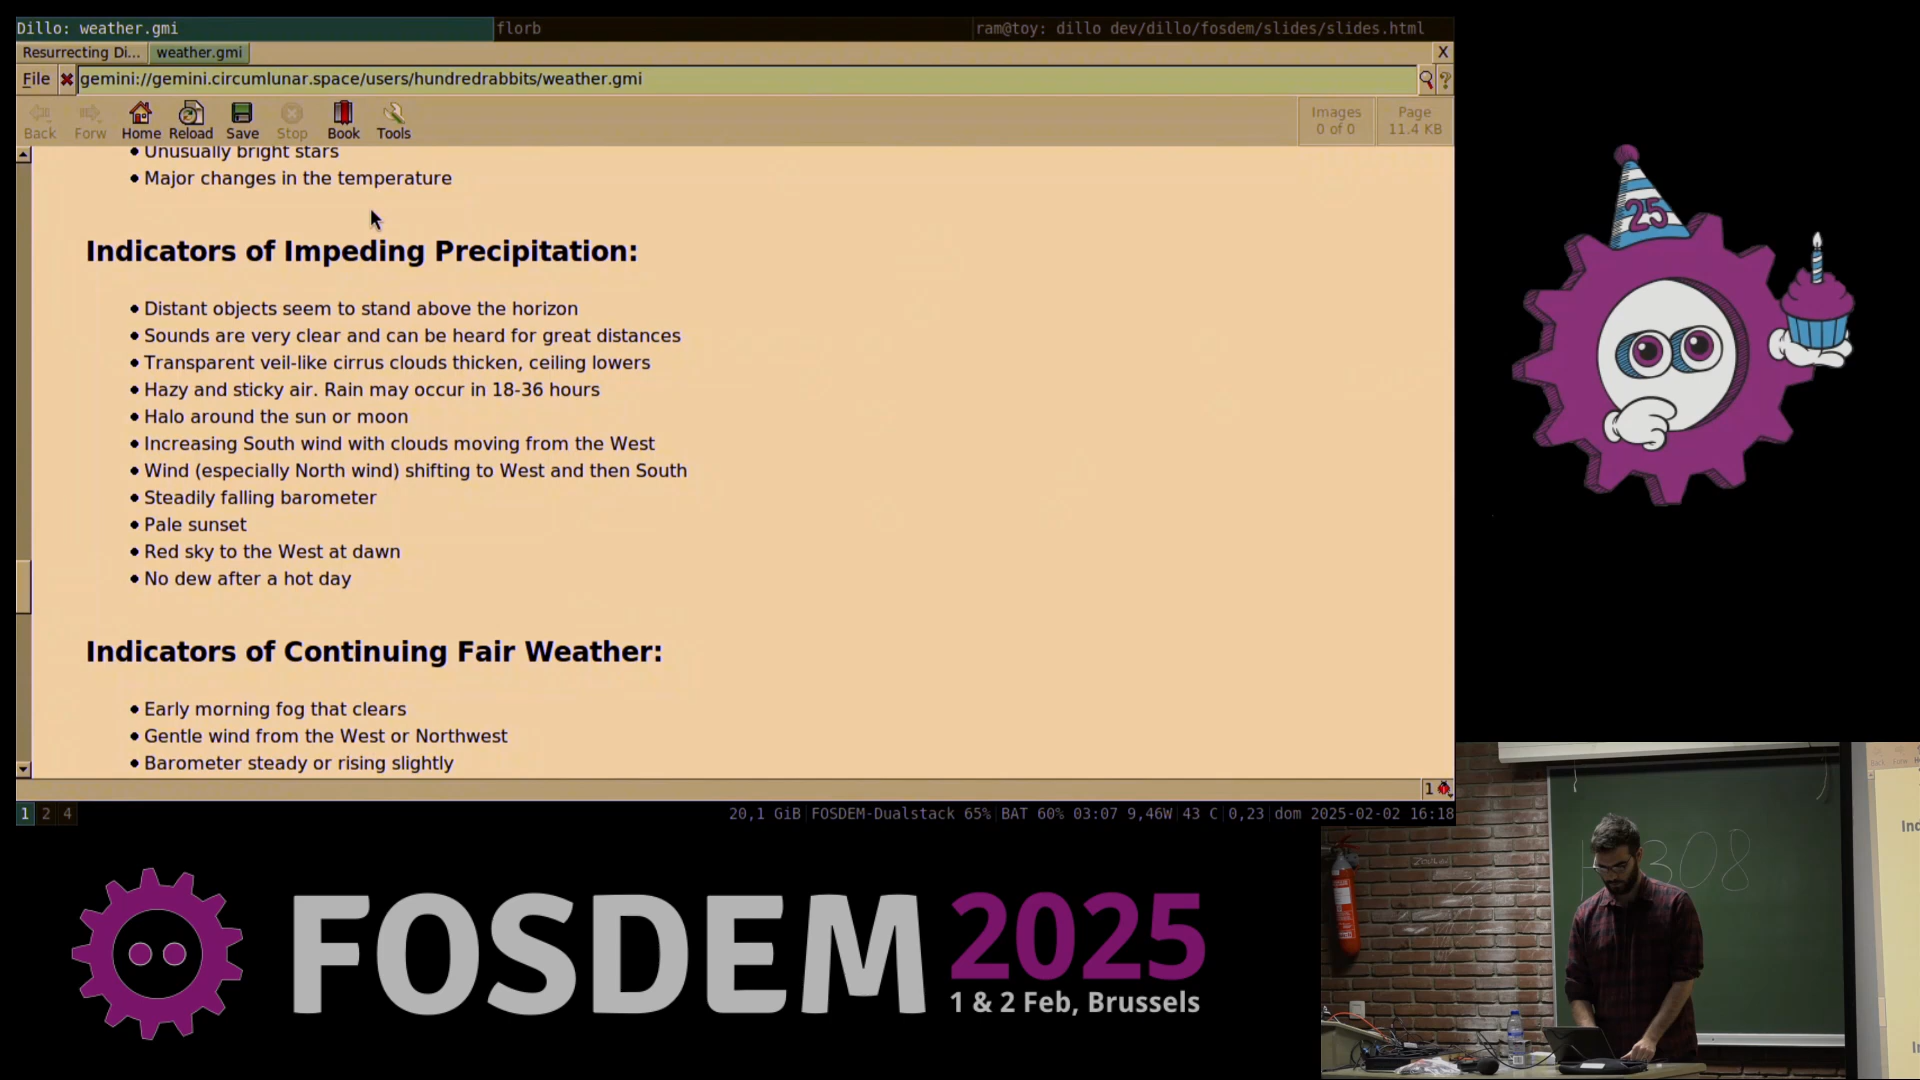 Dillo: weather.gmi
florb
ram@toy: dillo dev/dillo/fosdem/slides/slides.html
Resurrecting Di...
weather.gmi
X
File
gemini://gemini.circumlunar.space/users/hundredrabbits/weather.gmi
?
Back
Forw
Home
Reload
Save
Stop
Book
Tools
Images
0 of 0
Page
11.4 KB
• Unusually bright stars
• Major changes in the temperature
Indicators of Impeding Precipitation:
• Distant objects seem to stand above the horizon
• Sounds are very clear and can be heard for great distances
• Transparent veil-like cirrus clouds thicken, ceiling lowers
• Hazy and sticky air. Rain may occur in 18-36 hours
• Halo around the sun or moon
• Increasing South wind with clouds moving from the West
• Wind (especially North wind) shifting to West and then South
• Steadily falling barometer
• Pale sunset
• Red sky to the West at dawn
• No dew after a hot day
Indicators of Continuing Fair Weather:
• Early morning fog that clears
• Gentle wind from the West or Northwest
• Barometer steady or rising slightly
1
1 2 4
20,1 GiB FOSDEM-Dualstack 65% BAT 60% 03:07 9,46W 43 C 0,23 dom 2025-02-02 16:18
25
308
FOSDEM 2025
1 & 2 Feb, Brussels